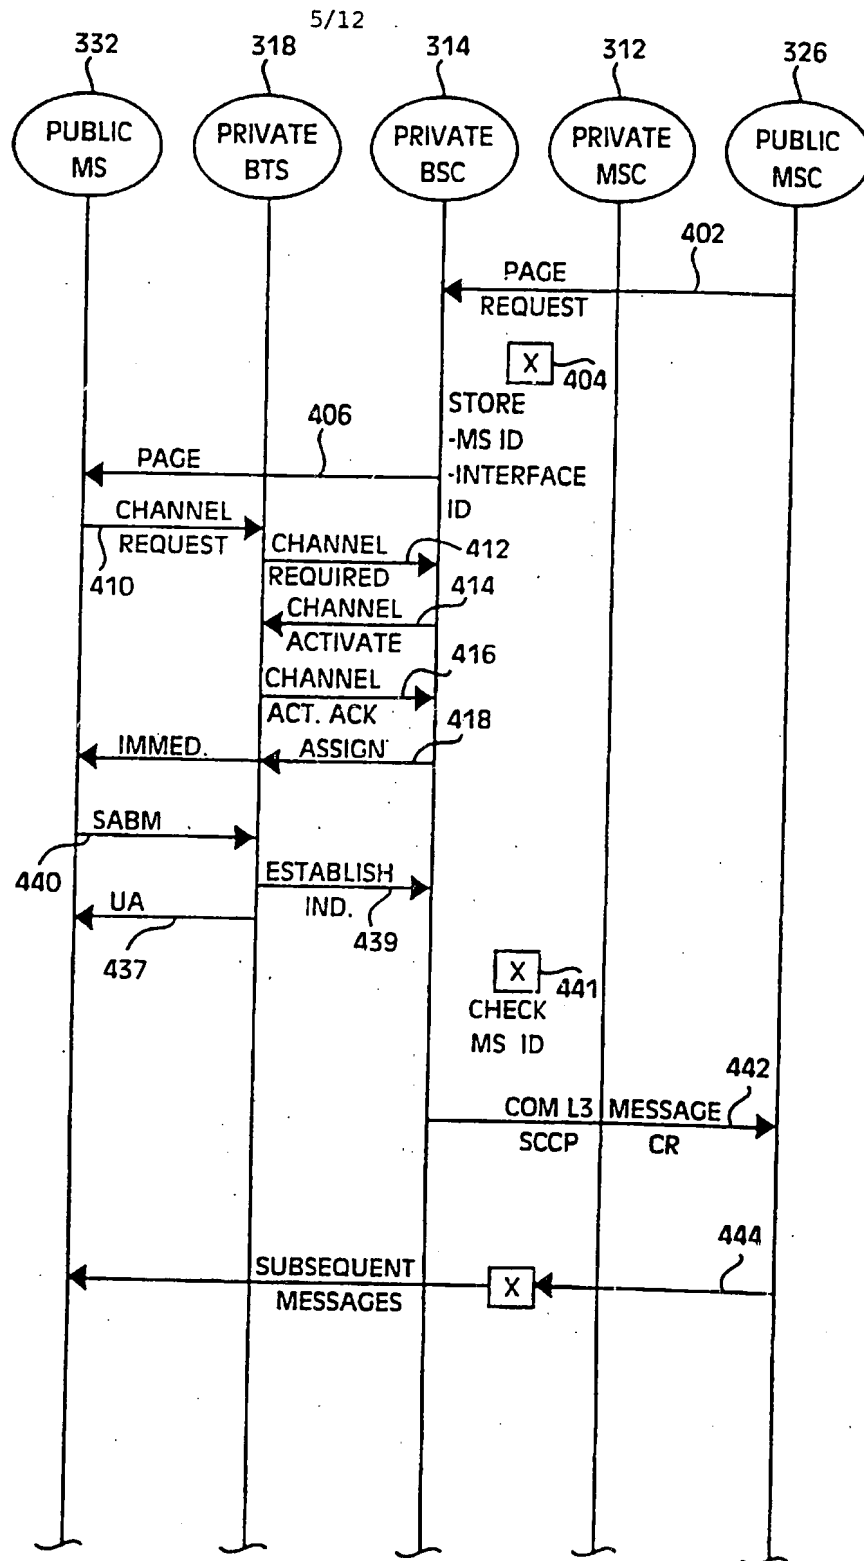 5/12
332 318 314 312 326
PUBLIC MS
PRIVATE BTS
PRIVATE BSC
PRIVATE MSC
PUBLIC MSC
402
PAGE
REQUEST
X 404
STORE
-MS ID
-INTERFACE
ID
406
PAGE
CHANNEL
REQUEST
410
CHANNEL
REQUIRED
412
414
CHANNEL
ACTIVATE
416
CHANNEL
ACT. ACK
418
IMMED. ASSIGN
SABM
440
ESTABLISH
IND.
439
UA
437
X 441
CHECK
MS ID
442
COM L3 MESSAGE
SCCP CR
444
SUBSEQUENT
MESSAGES
X